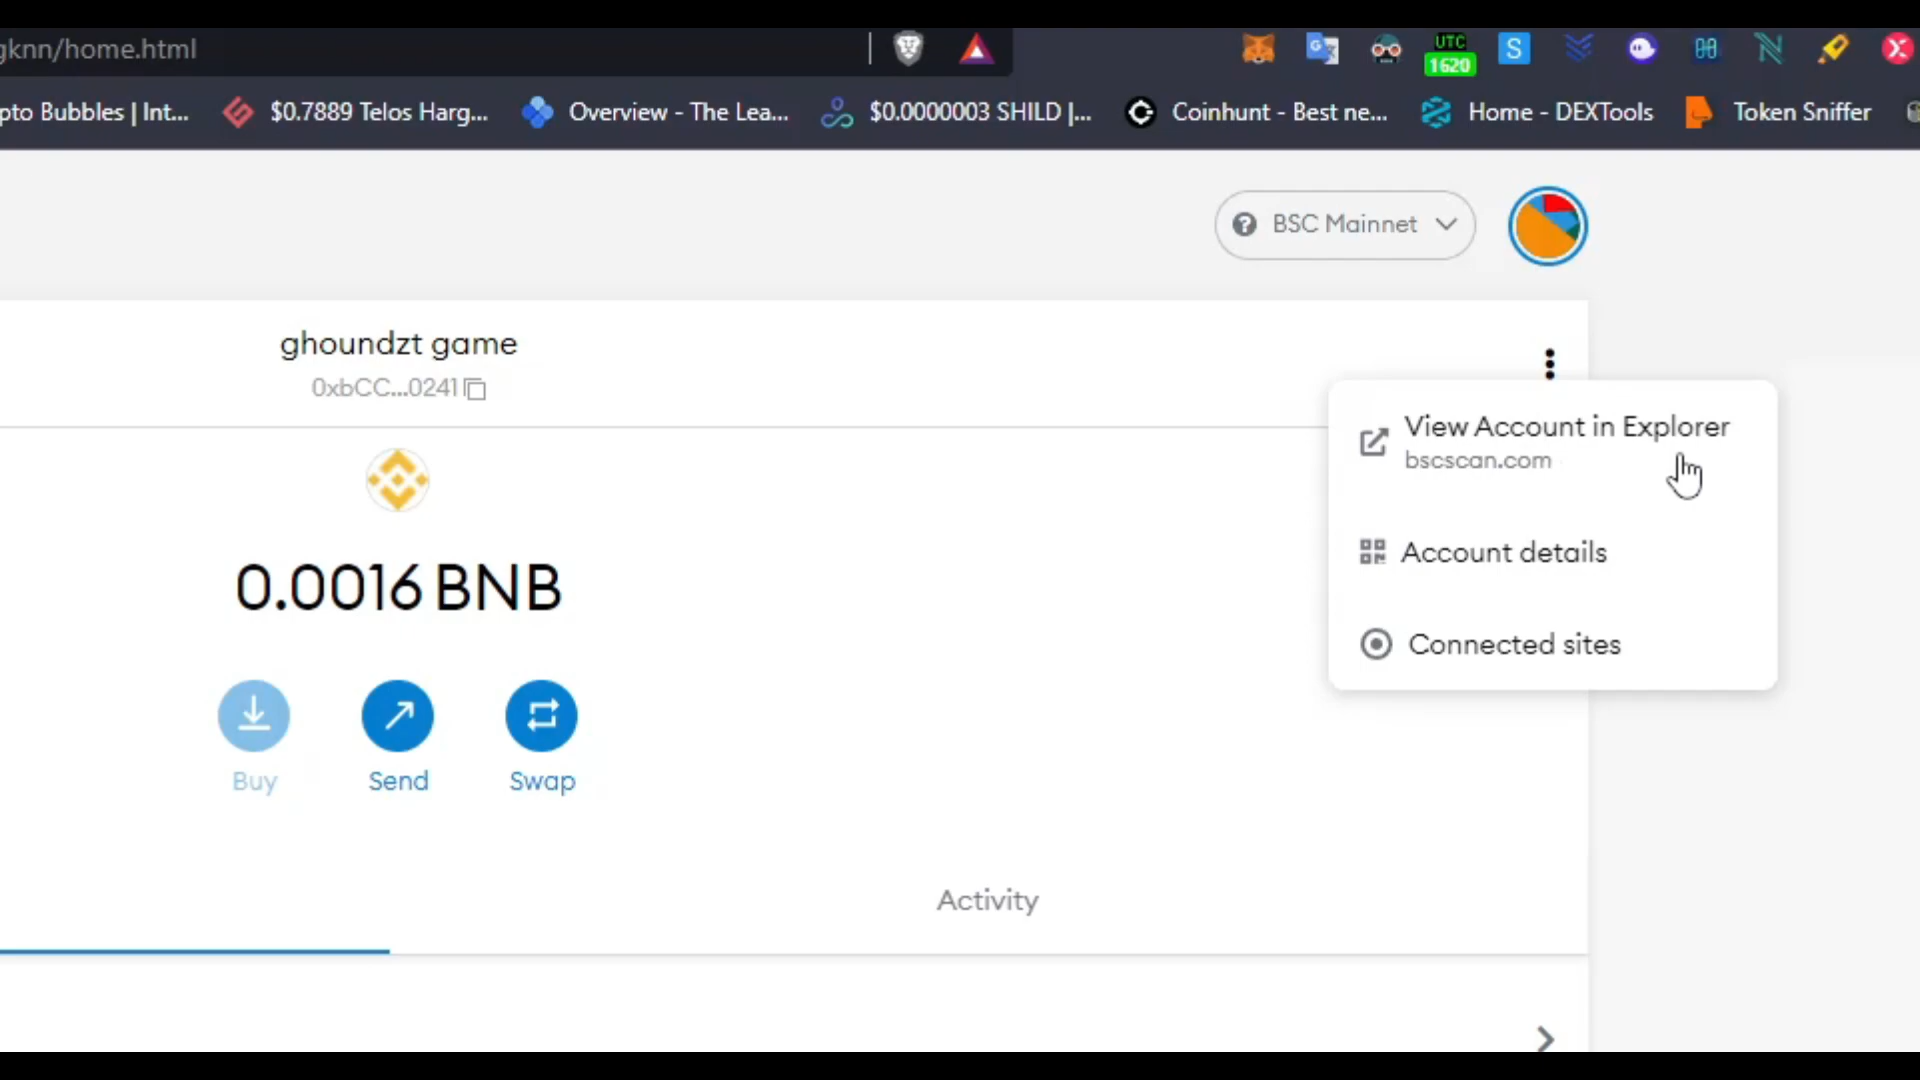 gknn/home.html
UTC
1620
S
pto Bubbles | Int...
$0.7889 Telos Harg...
Overview - The Lea...
$0.0000003 SHILD |...
Coinhunt - Best ne...
Home - DEXTools
Token Sniffer
BSC Mainnet
ghoundzt game
0xbCC...0241
View Account in Explorer
bscscan.com
Account details
Connected sites
0.0016 BNB
Buy
Send
Swap
Activity